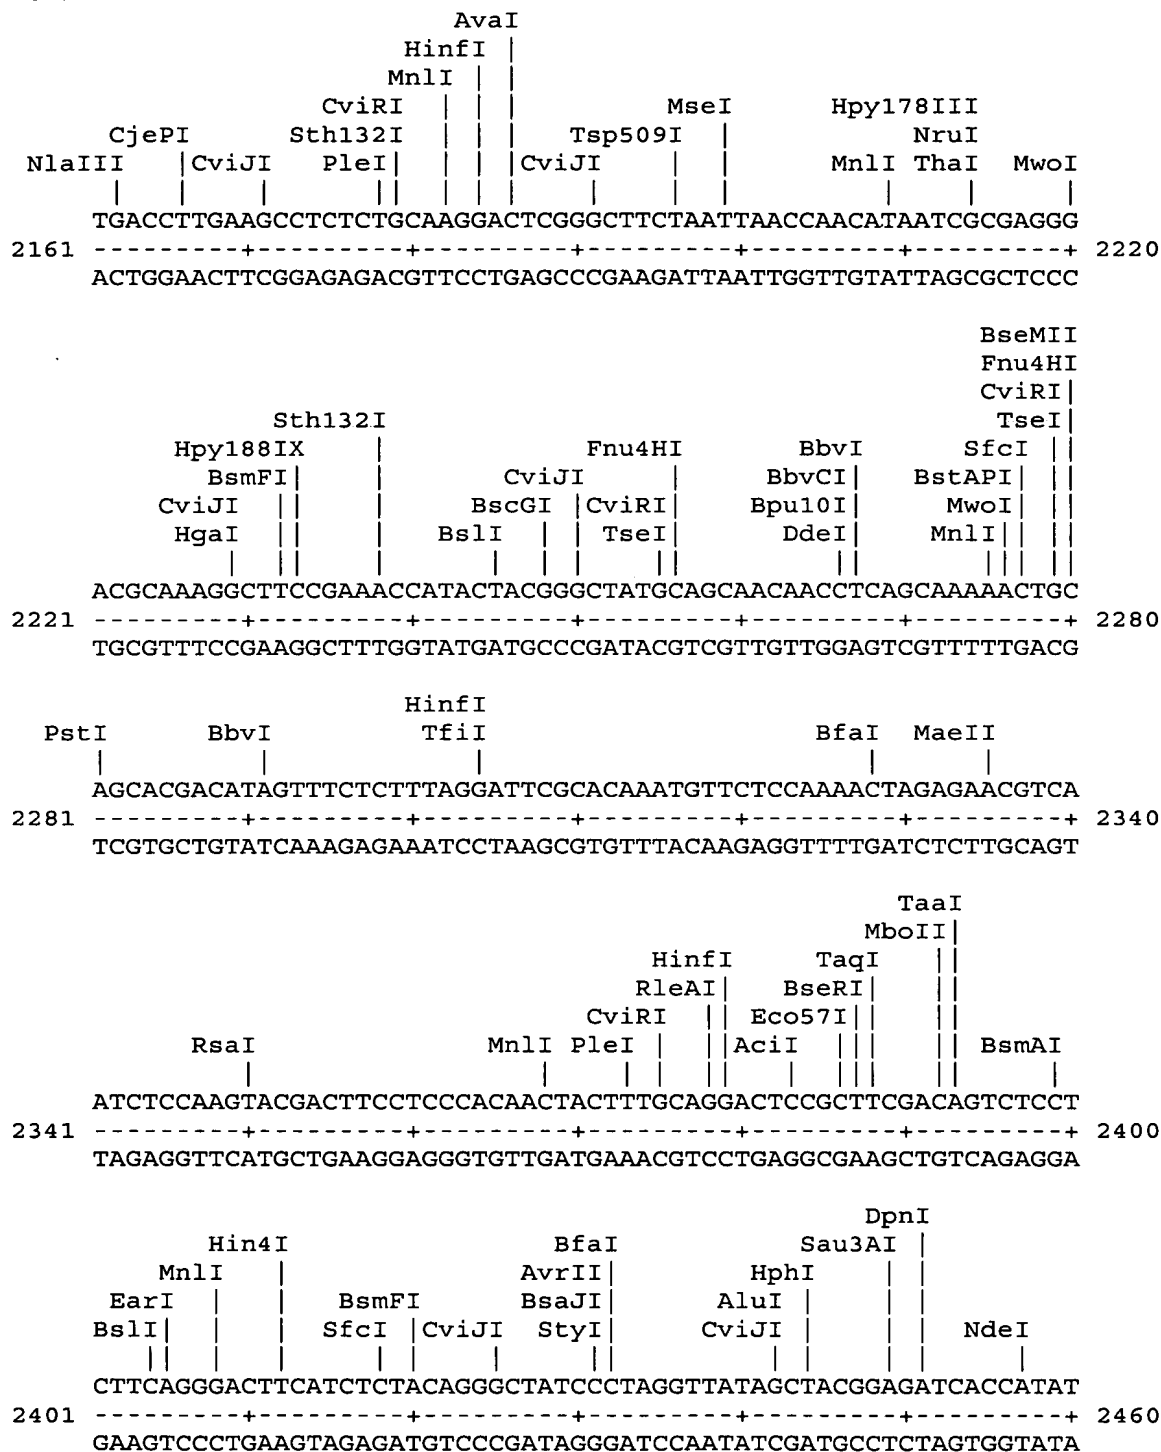 AvaI
HinfI |
MnlI | |
CviRI | | | MseI Hpy178III
CjePI Sth132I | | | Tsp509I | NruI
NlaIII |CviJI PleI| | | | CviJI | | MnlI ThaI MwoI
TGACCTTGAAGCCTCTCTGCAAGGACTCGGGCTTCTAATTAACCAACATAATCGCGAGGG
2161 ---------+---------+---------+---------+---------+---------+ 2220
ACTGGAACTTCGGAGAGACGTTCCTGAGCCCGAAGATTAATTGGTTGTATTAGCGCTCCC
BseMII
Fnu4HI
CviRI|
Sth132I TseI|
Hpy188IX | Fnu4HI BbvI SfcI ||
BsmFI| | CviJI | BbvCI| BstAPI| ||
CviJI || | BscGI | CviRI| Bpu10I| MwoI| ||
HgaI || | BslI | | TseI| DdeI| MnlI|| ||
ACGCAAAGGCTTCCGAAACCATACTACGGGCTATGCAGCAACAACCTCAGCAAAAACTGC
2221 ---------+---------+---------+---------+---------+---------+ 2280
TGCGTTTCCGAAGGCTTTGGTATGATGCCCGATACGTCGTTGTTGGAGTCGTTTTTGACG
HinfI
PstI BbvI TfiI BfaI MaeII
AGCACGACATAGTTTCTCTTTAGGATTCGCACAAATGTTCTCCAAAACTAGAGAACGTCA
2281 ---------+---------+---------+---------+---------+---------+ 2340
TCGTGCTGTATCAAAGAGAAATCCTAAGCGTGTTTACAAGAGGTTTTGATCTCTTGCAGT
TaaI
MboII|
HinfI TaqI ||
RleAI| BseRI| ||
CviRI || Eco57I|| ||
RsaI MnlI PleI | ||AciI ||| || BsmAI
ATCTCCAAGTACGACTTCCTCCCACAACTACTTTGCAGGACTCCGCTTCGACAGTCTCCT
2341 ---------+---------+---------+---------+---------+---------+ 2400
TAGAGGTTCATGCTGAAGGAGGGTGTTGATGAAACGTCCTGAGGCGAAGCTGTCAGAGGA
DpnI
Hin4I BfaI Sau3AI |
MnlI | AvrII| HphI | |
EarI | | BsmFI BsaJI| AluI | | |
BslI| | | SfcI |CviJI StyI| CviJI | | | NdeI
CTTCAGGGACTTCATCTCTACAGGGCTATCCCTAGGTTATAGCTACGGAGATCACCATAT
2401 ---------+---------+---------+---------+---------+---------+ 2460
GAAGTCCCTGAAGTAGAGATGTCCCGATAGGGATCCAATATCGATGCCTCTAGTGGTATA